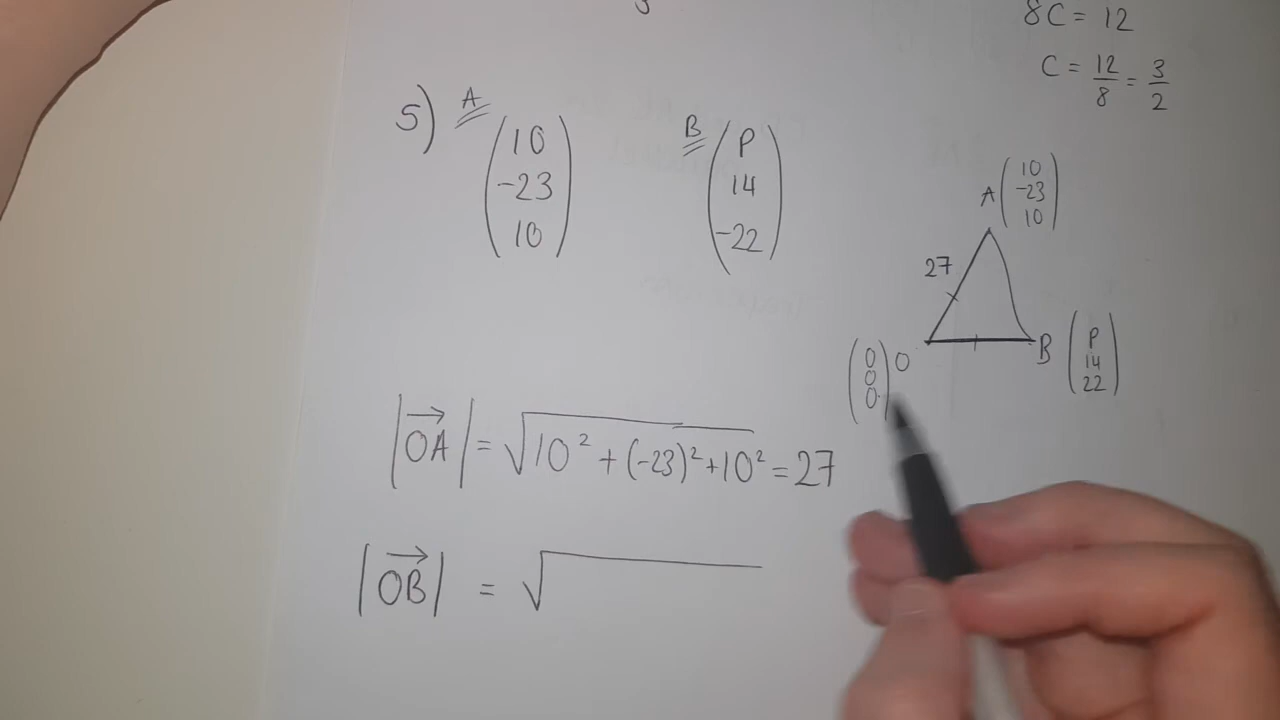 8C = 12
C = 12/8 = 3/2
5) A (10 -23 10) B (P 14 -22)
A (10 -23 10)
27
(0 0 0) O B (P 14 22)
|OA| = √10² + (-23)² + 10² = 27
|OB| = √